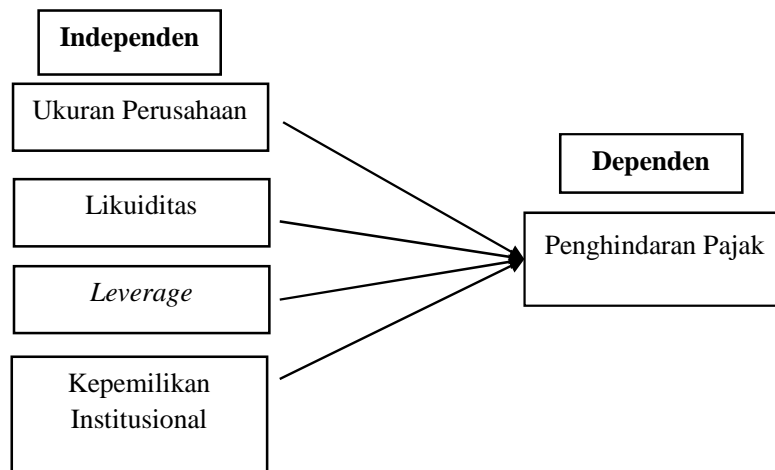 Independen
Ukuran Perusahaan
Likuiditas
Leverage
Kepemilikan
Institusional
Dependen
Penghindaran Pajak